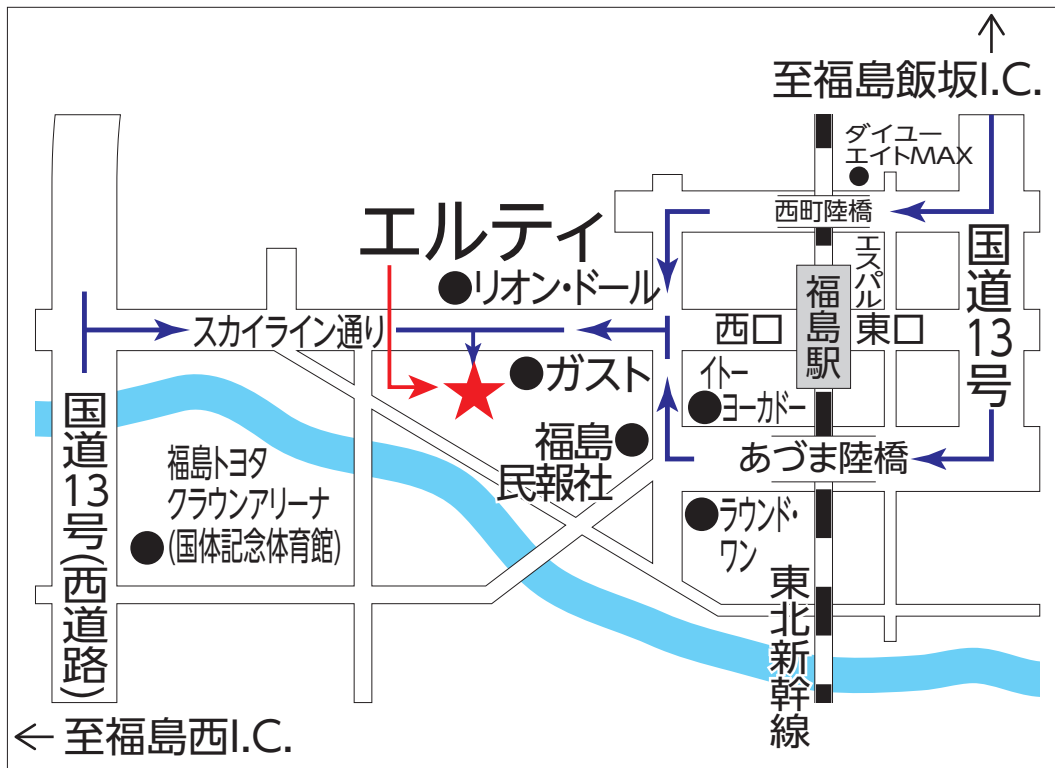 至福島飯坂I.C.
ダイユー
エイトMAX
西町陸橋
エルティ
リオン・ドール
エスパル
国道13号
スカイライン通り
西口
福島駅
東口
ガスト
イトー
ヨーカドー
福島
民報社
あづま陸橋
国道13号(西道路)
福島トヨタ
クラウンアリーナ
(国体記念体育館)
ラウンド・
ワン
東北新幹線
至福島西I.C.